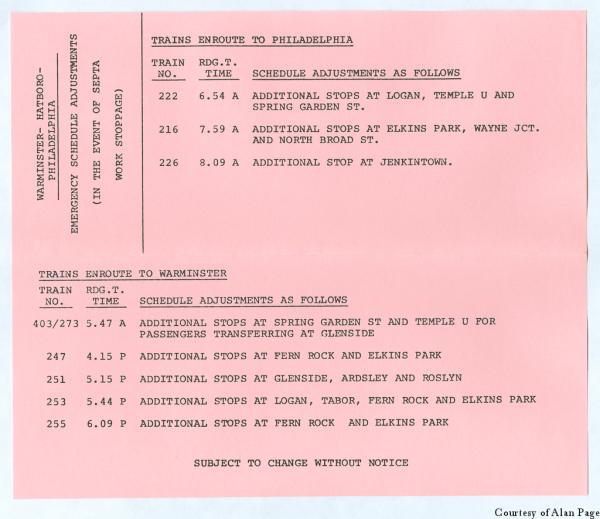 WARMINSTER- HATBORO-
PHILADELPHIA
EMERGENCY SCHEDULE ADJUSTMENTS
(IN THE EVENT OF SEPTA
WORK STOPPAGE)
TRAINS ENROUTE TO PHILADELPHIA
TRAIN RDG.T.
NO. TIME SCHEDULE ADJUSTMENTS AS FOLLOWS
222 6.54 A ADDITIONAL STOPS AT LOGAN, TEMPLE U AND
SPRING GARDEN ST.
216 7.59 A ADDITIONAL STOPS AT ELKINS PARK, WAYNE JCT.
AND NORTH BROAD ST.
226 8.09 A ADDITIONAL STOP AT JENKINTOWN.
TRAINS ENROUTE TO WARMINSTER
TRAIN RDG.T.
NO. TIME SCHEDULE ADJUSTMENTS AS FOLLOWS
403/273 5.47 A ADDITIONAL STOPS AT SPRING GARDEN ST AND TEMPLE U FOR
PASSENGERS TRANSFERRING AT GLENSIDE
247 4.15 P ADDITIONAL STOPS AT FERN ROCK AND ELKINS PARK
251 5.15 P ADDITIONAL STOPS AT GLENSIDE, ARDSLEY AND ROSLYN
253 5.44 P ADDITIONAL STOPS AT LOGAN, TABOR, FERN ROCK AND ELKINS PARK
255 6.09 P ADDITIONAL STOPS AT FERN ROCK AND ELKINS PARK
SUBJECT TO CHANGE WITHOUT NOTICE
Courtesy of Alan Page